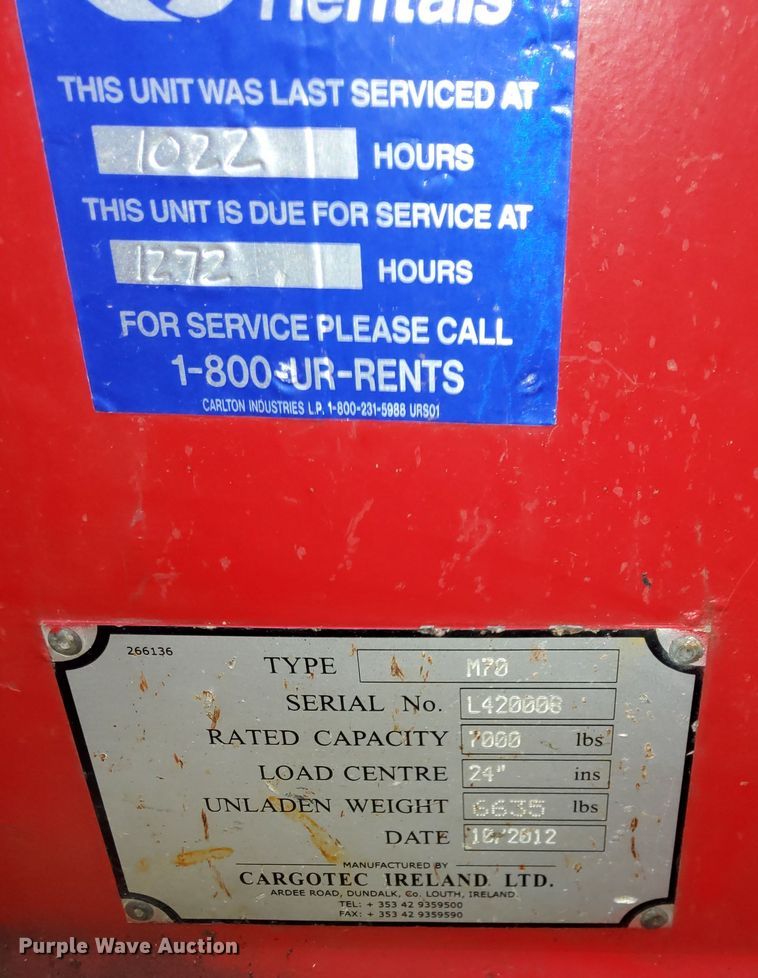 Rentals
THIS UNIT WAS LAST SERVICED AT
1022 HOURS
THIS UNIT IS DUE FOR SERVICE AT
1272 HOURS
FOR SERVICE PLEASE CALL
1-800-UR-RENTS
CARLTON INDUSTRIES L.P. 1-800-231-5988 URS01
266136
TYPE M70
SERIAL No. L420008
RATED CAPACITY 7000 lbs
LOAD CENTRE 24" ins
UNLADEN WEIGHT 6635 lbs
DATE 10/2012
MANUFACTURED BY
CARGOTEC IRELAND LTD.
ARDEE ROAD, DUNDALK, Co. LOUTH, IRELAND
TEL: + 353 42 9359500
FAX: + 353 42 9359590
Purple Wave Auction